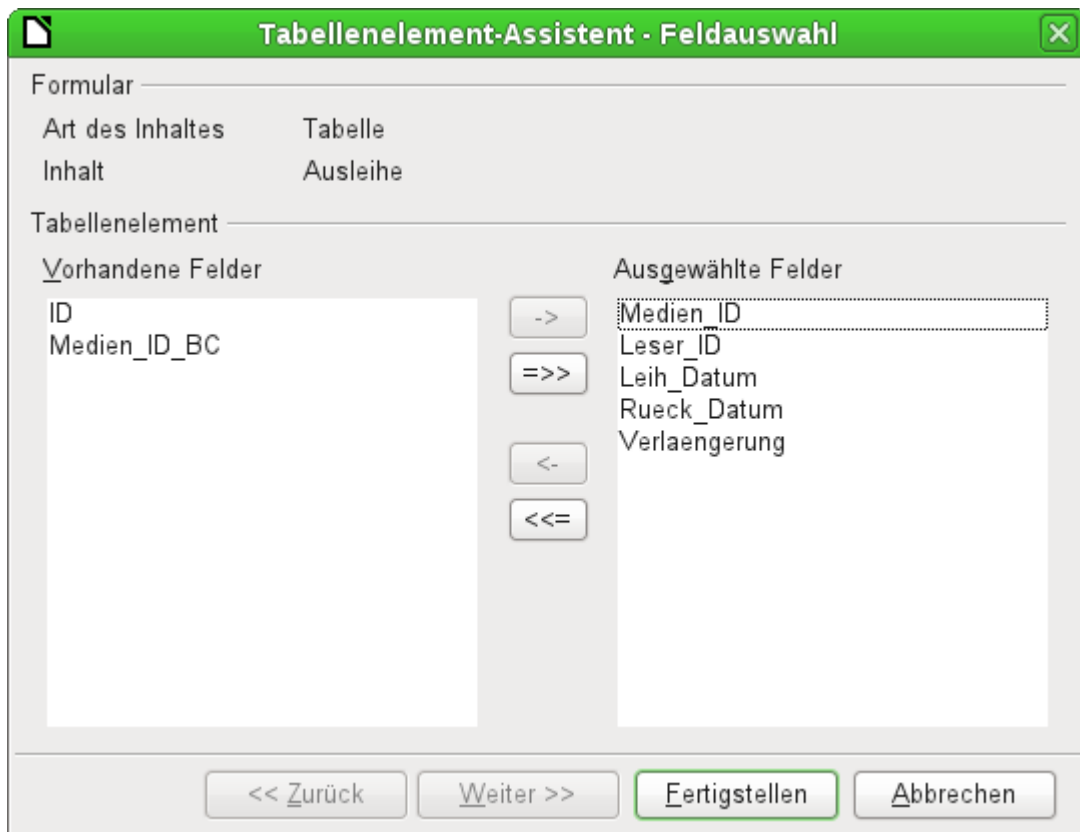 Tabellenelement-Assistent - Feldauswahl
Formular
Art des Inhaltes Tabelle
Inhalt Ausleihe
Tabellenelement
Vorhandene Felder
ID
Medien_ID_BC
->
=>>
<-
<<=
Ausgewählte Felder
Medien_ID
Leser_ID
Leih_Datum
Rueck_Datum
Verlaengerung
<< Zurück Weiter >> Fertigstellen Abbrechen